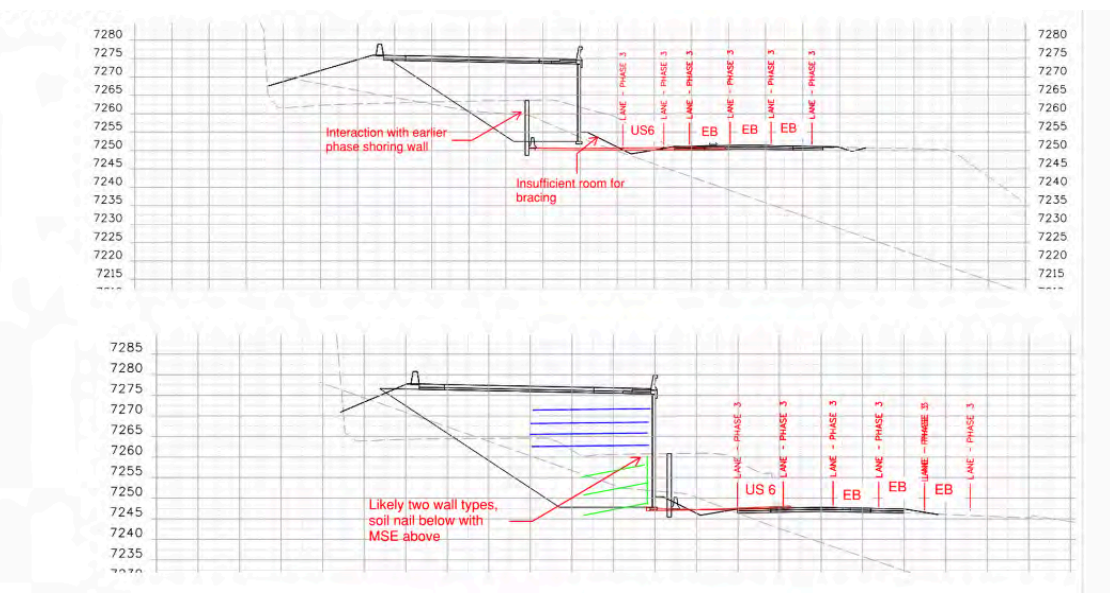 7280
7275
7270
7265
7260
7255
7250
7245
7240
7235
7230
7225
7220
7215
7280
7275
7270
7265
7260
7255
7250
7245
7240
7235
7230
7225
7220
7215
LANE - PHASE 3
LANE - PHASE 3
LANE - PHASE 3
LANE - PHASE 3
LANE - PHASE 3
LANE - PHASE 3
US6
EB
EB
EB
Interaction with earlier
phase shoring wall
Insufficient room for
bracing
7285
7280
7275
7270
7265
7260
7255
7250
7245
7240
7235
LANE - PHASE 3
LANE - PHASE 3
LANE - PHASE 3
LANE - PHASE 3
LANE - PHASE 3
US 6
EB
EB
EB
Likely two wall types,
soil nail below with
MSE above